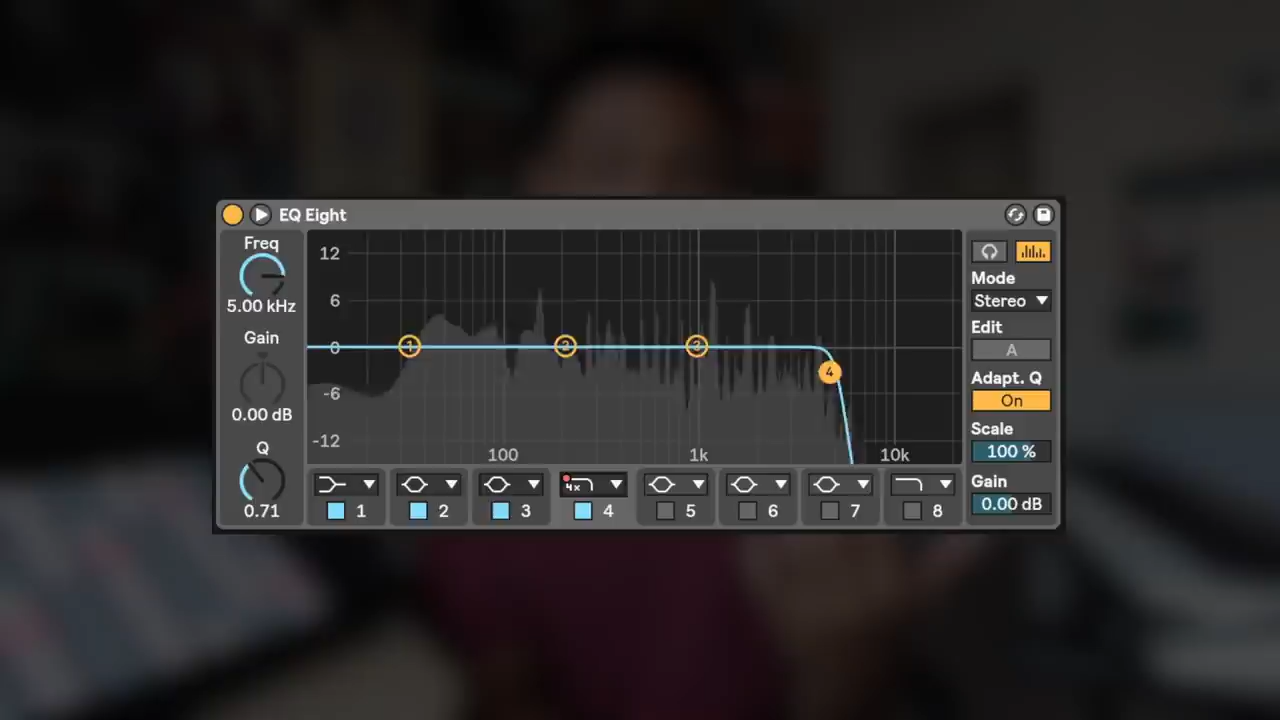 EQ Eight
Freq
5.00 kHz
Gain
0.00 dB
Q
0.71
12
6
0
-6
-12
100
1k
10k
1
2
3
4
4x
1
2
3
4
5
6
7
8
Mode
Stereo
Edit
A
Adapt. Q
On
Scale
100 %
Gain
0.00 dB